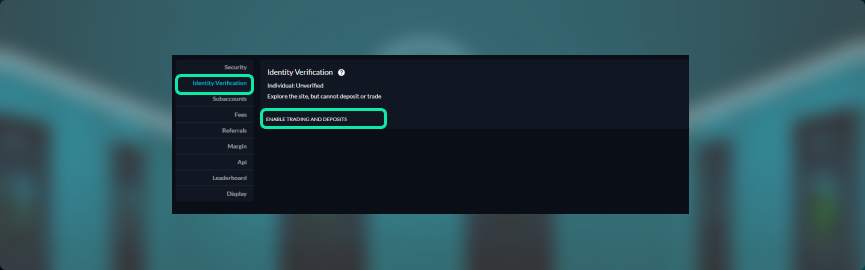 Security
Identity Verification
Subaccounts
Fees
Referrals
Margin
Api
Leaderboard
Display
Identity Verification ?
Individual: Unverified
Explore the site, but cannot deposit or trade
ENABLE TRADING AND DEPOSITS